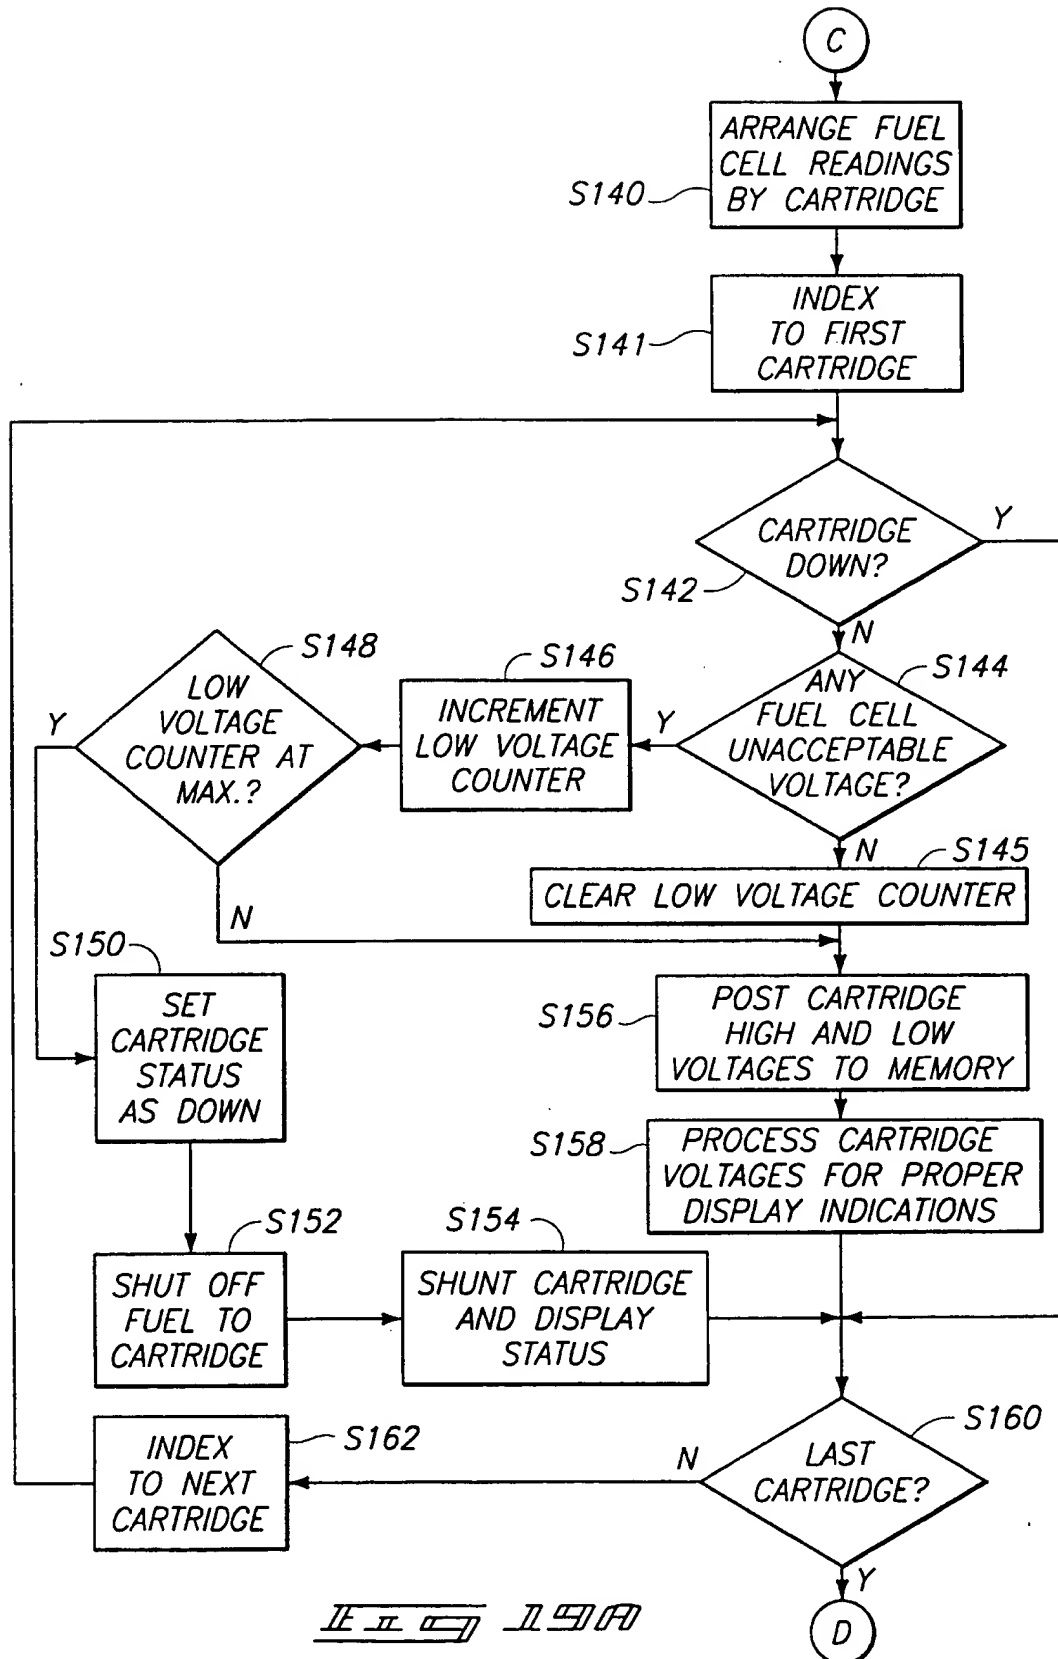 C
ARRANGE FUEL
CELL READINGS
BY CARTRIDGE
S140
INDEX
TO FIRST
CARTRIDGE
S141
CARTRIDGE
DOWN?
Y
S142
N
S148
S146
S144
LOW
VOLTAGE
COUNTER AT
MAX.?
Y
INCREMENT
LOW VOLTAGE
COUNTER
Y
ANY
FUEL CELL
UNACCEPTABLE
VOLTAGE?
N
S145
CLEAR LOW VOLTAGE COUNTER
N
S150
SET
CARTRIDGE
STATUS
AS DOWN
S156
POST CARTRIDGE
HIGH AND LOW
VOLTAGES TO MEMORY
S158
PROCESS CARTRIDGE
VOLTAGES FOR PROPER
DISPLAY INDICATIONS
S152
SHUT OFF
FUEL TO
CARTRIDGE
S154
SHUNT CARTRIDGE
AND DISPLAY
STATUS
S160
LAST
CARTRIDGE?
N
S162
INDEX
TO NEXT
CARTRIDGE
Y
D
FIG 19A